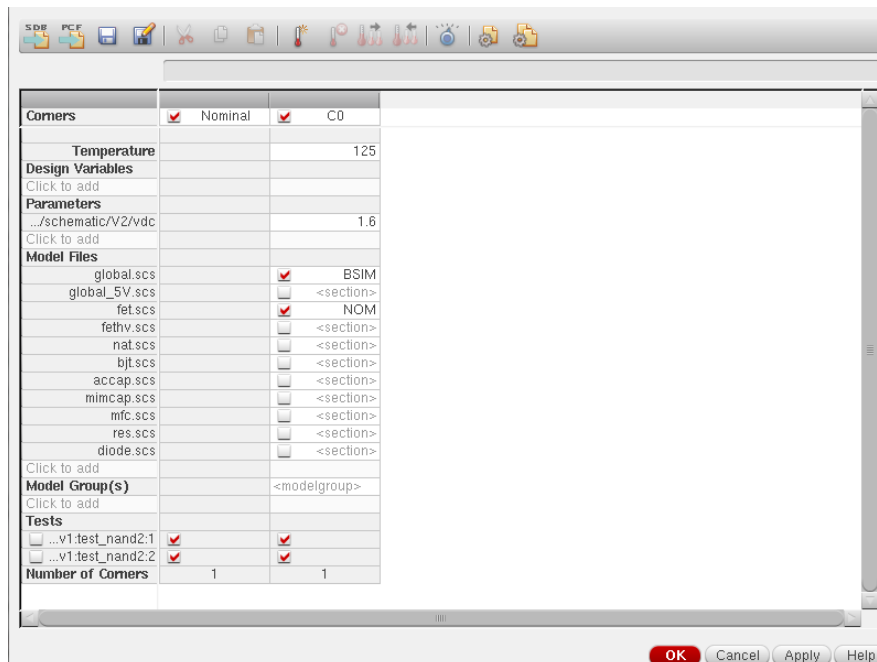 SDB PCF
Corners Nominal C0
Temperature 125
Design Variables
Click to add
Parameters
.../schematic/V2/vdc 1.6
Click to add
Model Files
global.scs BSIM
global_5V.scs <section>
fet.scs NOM
fethv.scs <section>
nat.scs <section>
bjt.scs <section>
accap.scs <section>
mimcap.scs <section>
mfc.scs <section>
res.scs <section>
diode.scs <section>
Click to add
Model Group(s) <modelgroup>
Click to add
Tests
...v1:test_nand2:1
...v1:test_nand2:2
Number of Corners 1 1
OK Cancel Apply Help